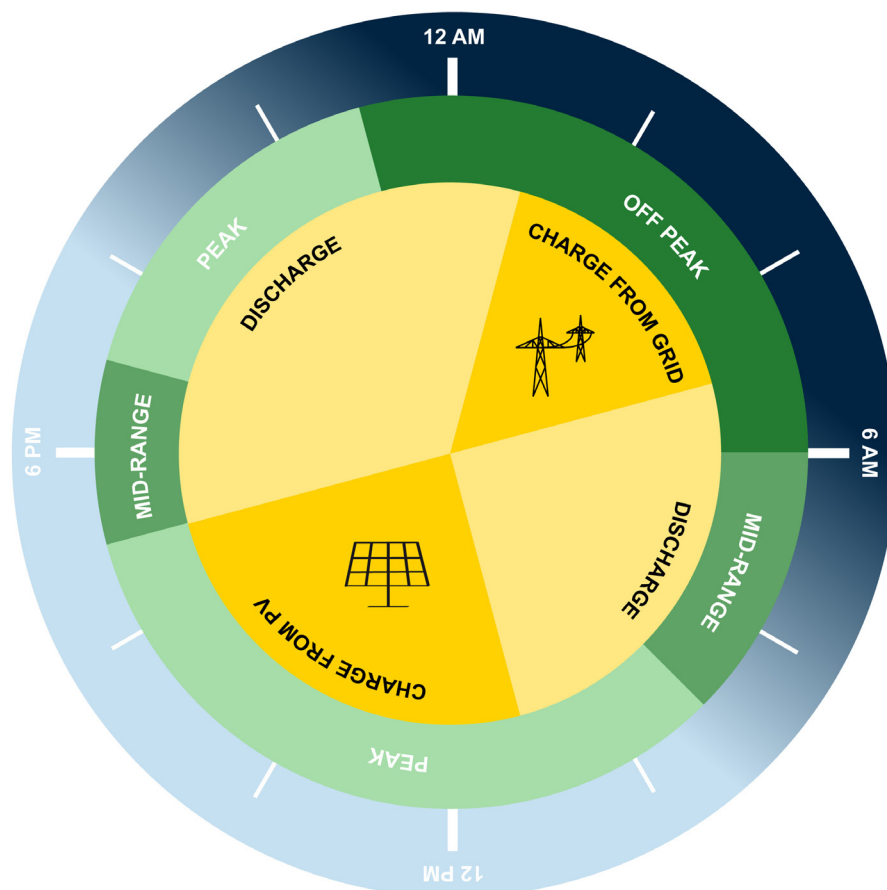 12 AM
OFF PEAK
PEAK
DISCHARGE
CHARGE FROM GRID
6 PM
MID-RANGE
6 AM
MID-RANGE
DISCHARGE
CHARGE FROM PV
PEAK
12 PM